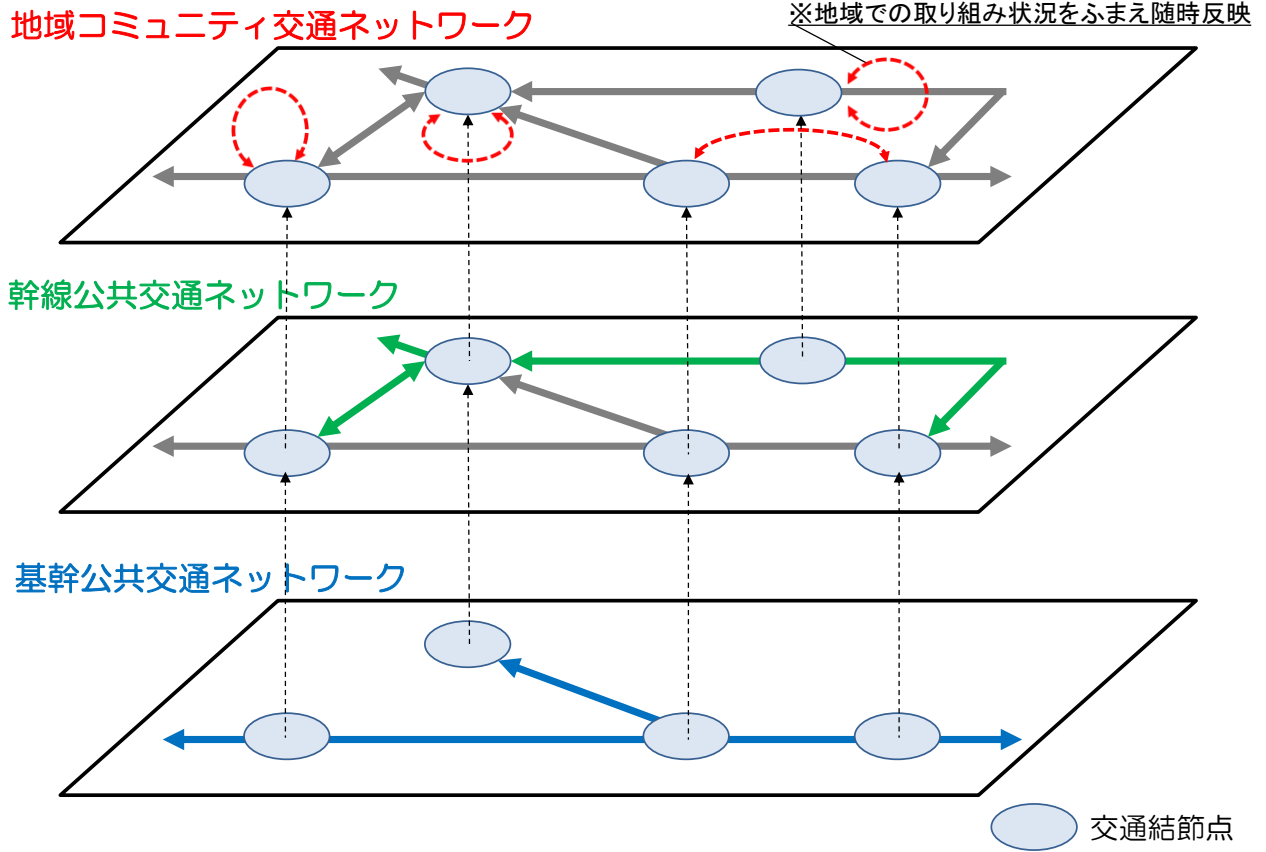 地域コミュニティ交通ネットワーク
※地域での取り組み状況をふまえ随時反映
幹線公共交通ネットワーク
基幹公共交通ネットワーク
交通結節点